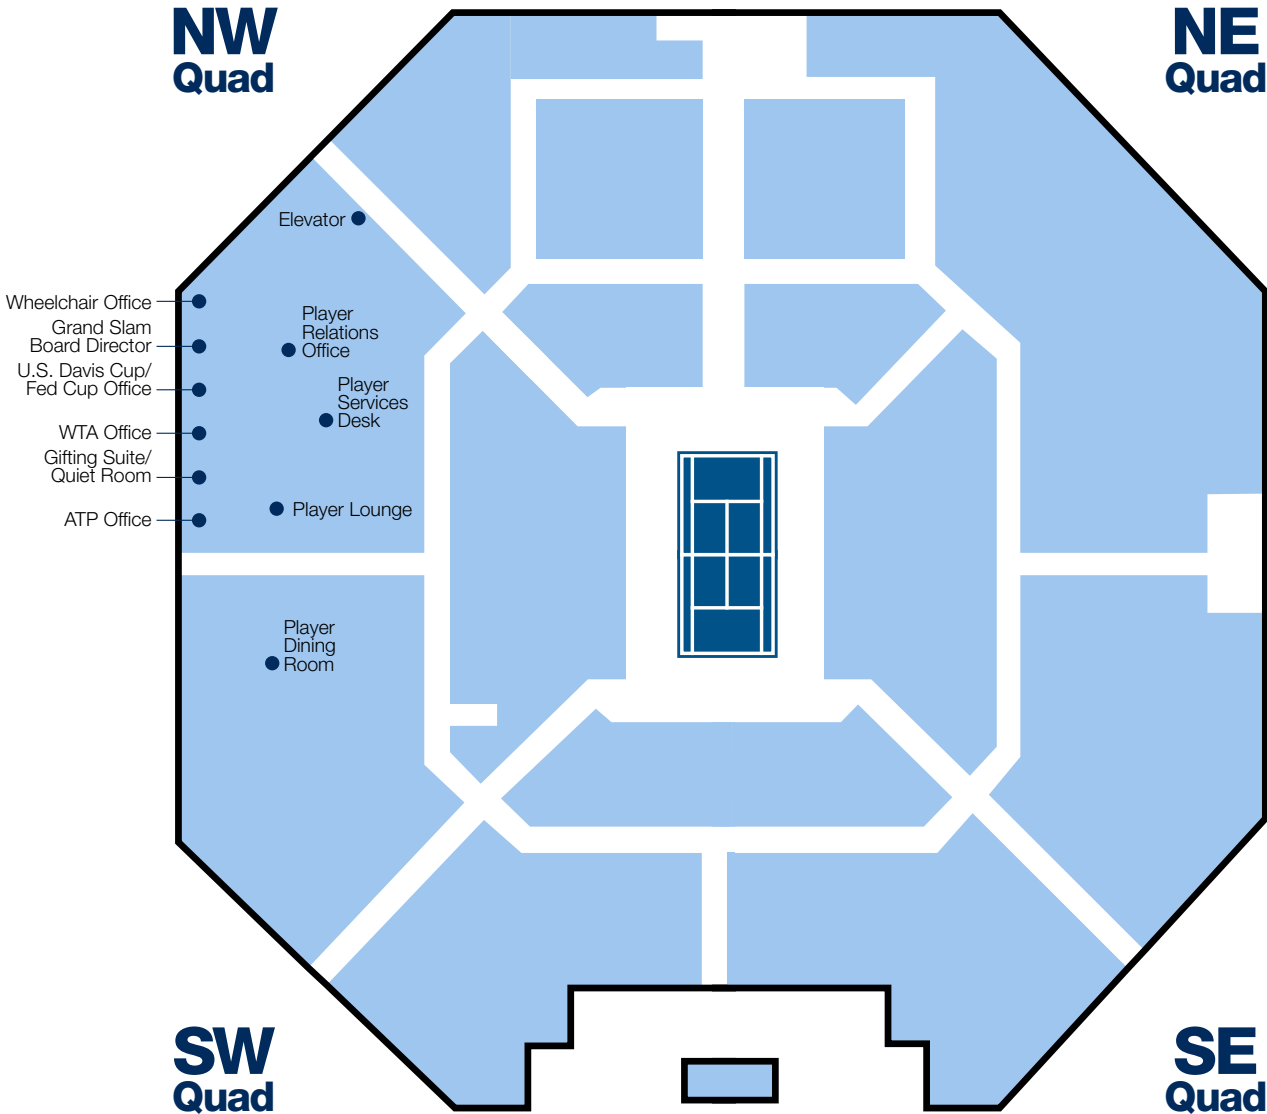 NW
Quad
NE
Quad
Elevator
Wheelchair Office
Grand Slam
Board Director
U.S. Davis Cup/
Fed Cup Office
WTA Office
Gifting Suite/
Quiet Room
ATP Office
Player
Relations
Office
Player
Services
Desk
Player Lounge
Player
Dining
Room
SW
Quad
SE
Quad